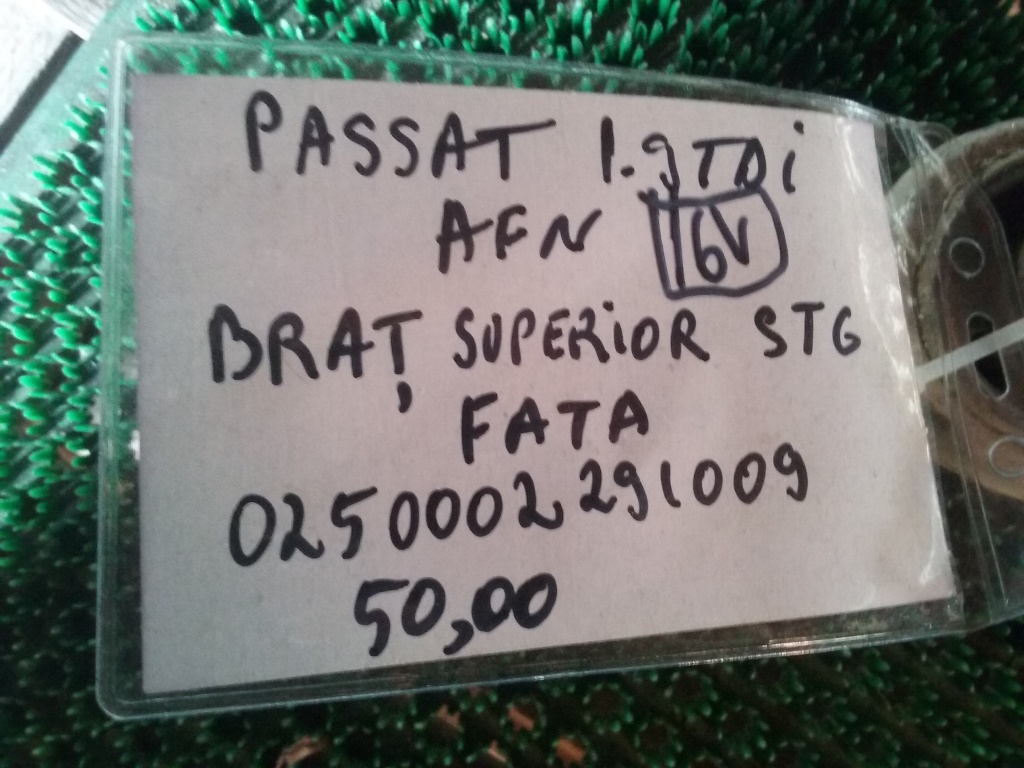 PASSAT 1.9TDi
AFN 16V
BRAȚ SUPERiOR STG
FATA
0250002291009
50,00